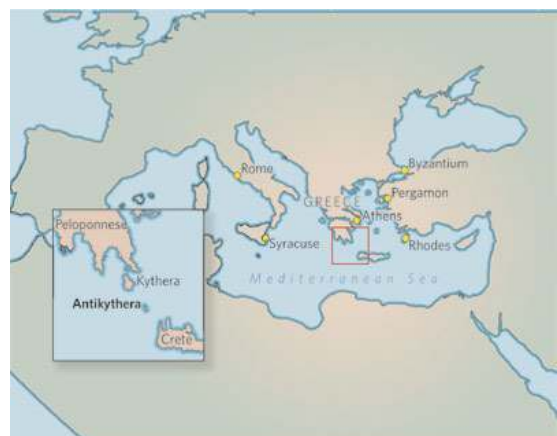 Rome
Byzantium
GREECE
Pergamon
Athens
Syracuse
Rhodes
Mediterranean Sea
Peloponnese
Kythera
Antikythera
Crete